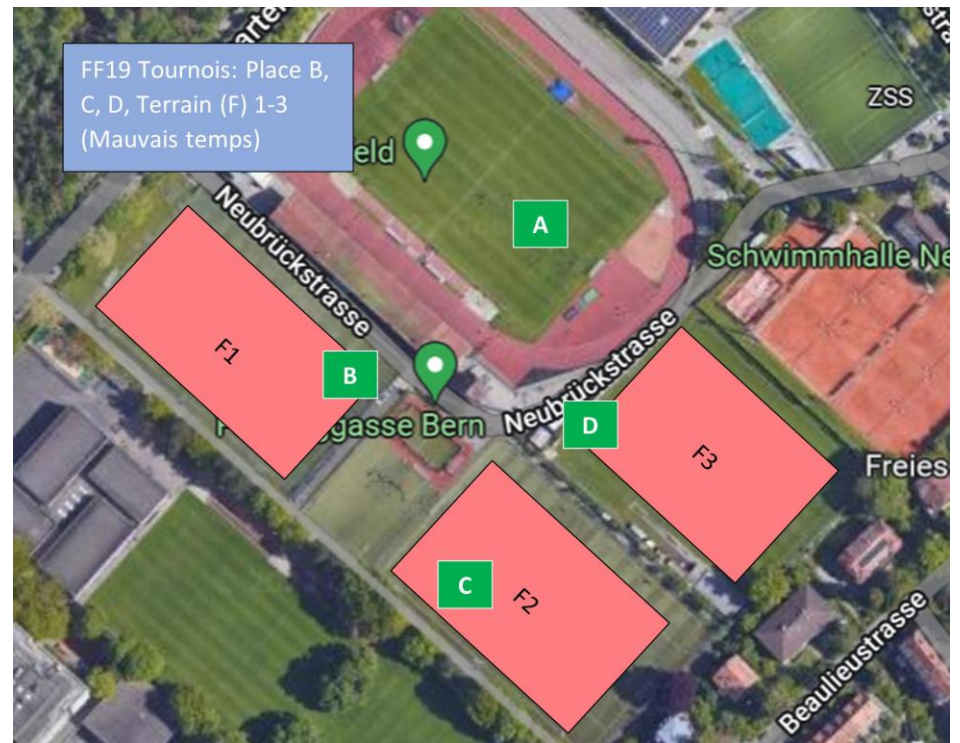 FF19 Tournois: Place B,
C, D, Terrain (F) 1-3
(Mauvais temps)
ZSS
eld
A
Neubrückstrasse
Schwimmhalle Ne
F1
B
gasse Bern
Neubrückstrasse
D
F3
Freies
C
F2
Beaulieustrasse